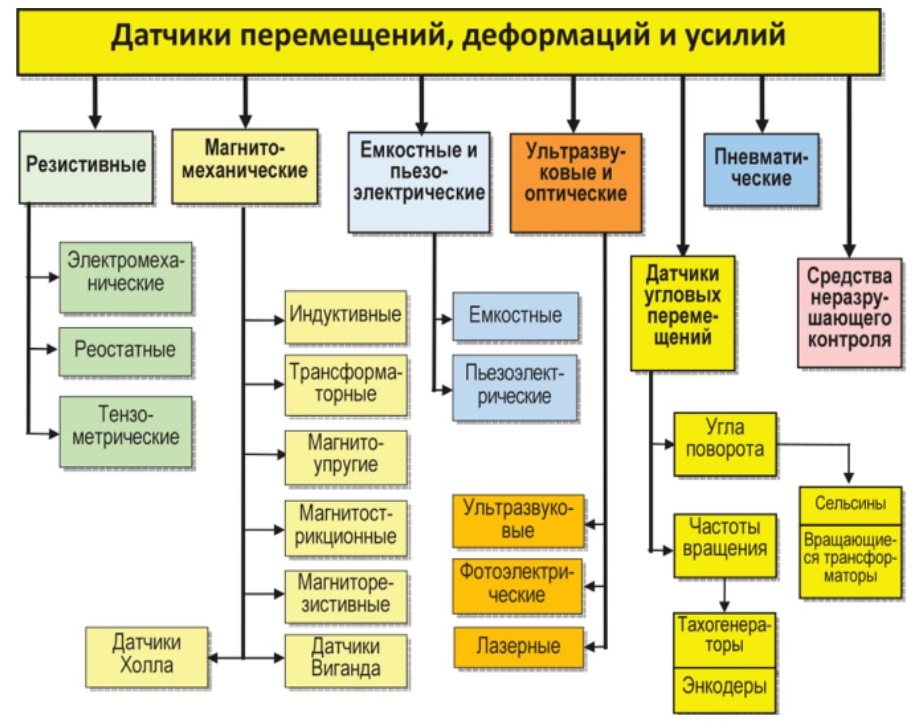 Датчики перемещений, деформаций и усилий
Резистивные
Магнито-
механические
Емкостные и
пьезо-
электрические
Ультразву-
ковые и
оптические
Пневмати-
ческие
Датчики
угловых
переме-
щений
Средства
неразру-
шающего
контроля
Электромеха-
нические
Реостатные
Тензо-
метрические
Индуктивные
Трансформа-
торные
Магнито-
упругие
Магнитост-
рикционные
Магниторе-
зистивные
Датчики
Холла
Датчики
Виганда
Емкостные
Пьезоэлект-
рические
Ультразвуко-
вые
Фотоэлектри-
ческие
Лазерные
Угла
поворота
Частоты
вращения
Сельсины
Вращающие-
ся трансфор-
маторы
Тахогенера-
торы
Энкодеры